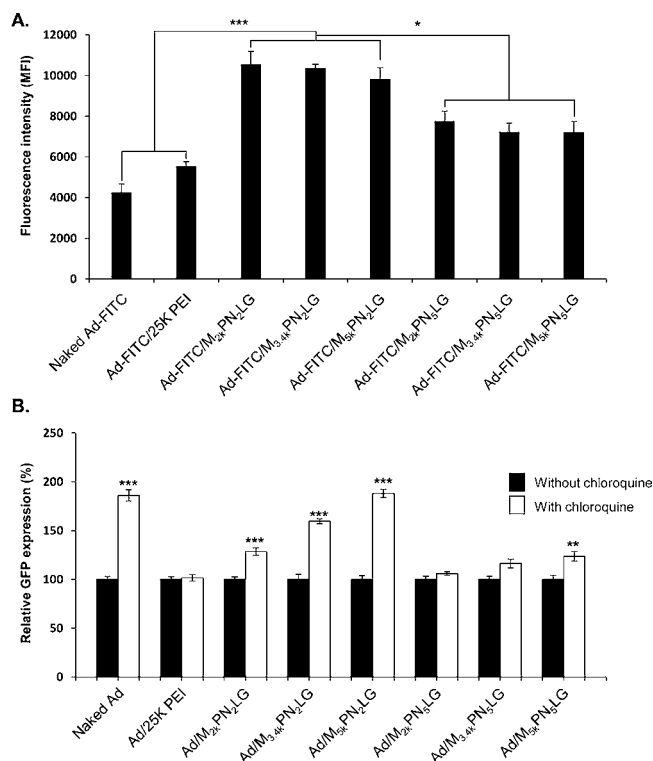 A.
***
*
12000
10000
8000
6000
4000
2000
0
Fluorescence intensity (MFI)
Naked Ad-FITC
Ad-FITC/25K PEI
Ad-FITC/M2kPN2LG
Ad-FITC/M3.4kPN2LG
Ad-FITC/M5kPN2LG
Ad-FITC/M2kPN5LG
Ad-FITC/M3.4kPN5LG
Ad-FITC/M5kPN5LG
B.
250
200
150
100
50
0
Relative GFP expression (%)
***
***
***
***
**
Without chloroquine
With chloroquine
Naked Ad
Ad/25K PEI
Ad/M2kPN2LG
Ad/M3.4kPN2LG
Ad/M5kPN2LG
Ad/M2kPN5LG
Ad/M3.4kPN5LG
Ad/M5kPN5LG